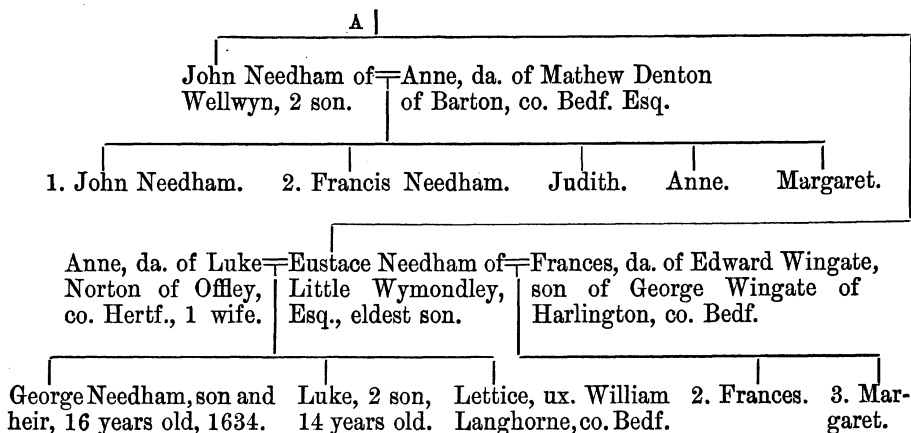 A
John Needham of Anne, da. of Mathew Denton
Wellwyn, 2 son. of Barton, co. Bedf. Esq.
1. John Needham. 2. Francis Needham. Judith. Anne. Margaret.
Anne, da. of Luke Eustace Needham of Frances, da. of Edward Wingate,
Norton of Offley, Little Wymondley, son of George Wingate of
co. Hertf., 1 wife. Esq., eldest son. Harlington, co. Bedf.
George Needham, son and Luke, 2 son, Lettice, ux. William 2. Frances. 3. Mar-
heir, 16 years old, 1634. 14 years old. Langhorne, co. Bedf. garet.